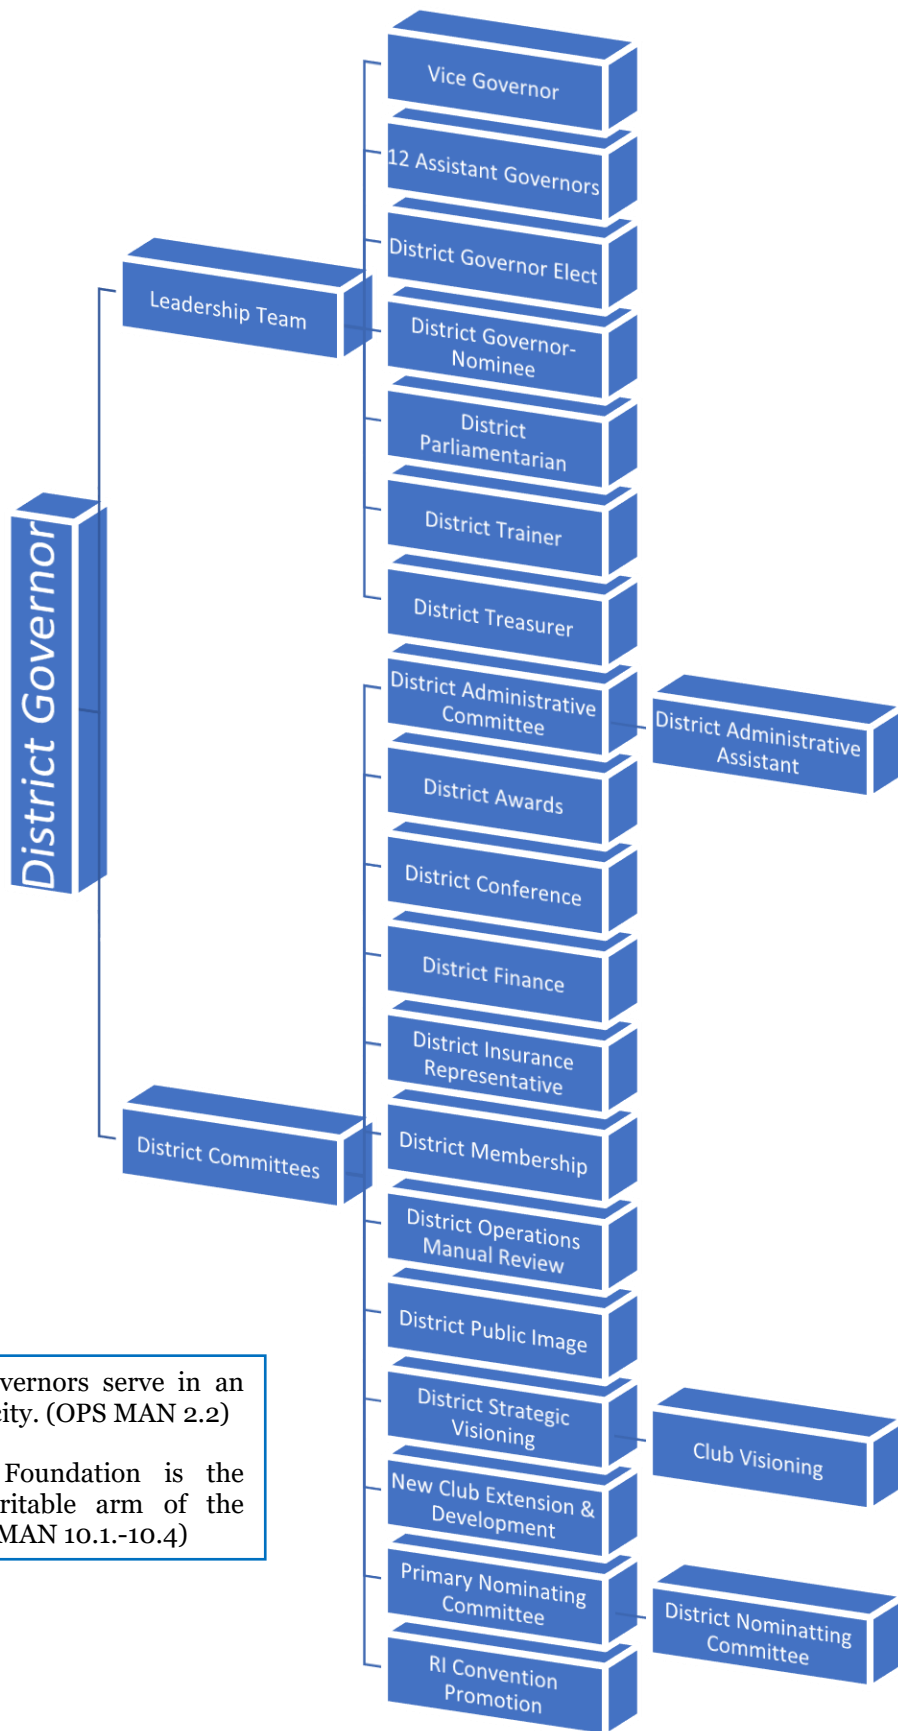 Vice Governor
12 Assistant Governors
District Governor Elect
Leadership Team
District Governor-
Nominee
District
Parliamentarian
District Trainer
District Treasurer
District Governor
District Administrative
Committee
District Administrative
Assistant
District Awards
District Conference
District Finance
District Insurance
Representative
District Committees
District Membership
District Operations
Manual Review
District Public Image
District Strategic
Visioning
Club Visioning
New Club Extension &
Development
Primary Nominating
Committee
District Nominatting
Committee
RI Convention
Promotion
vernors serve in an
city. (OPS MAN 2.2)
Foundation is the
ritable arm of the
MAN 10.1.-10.4)